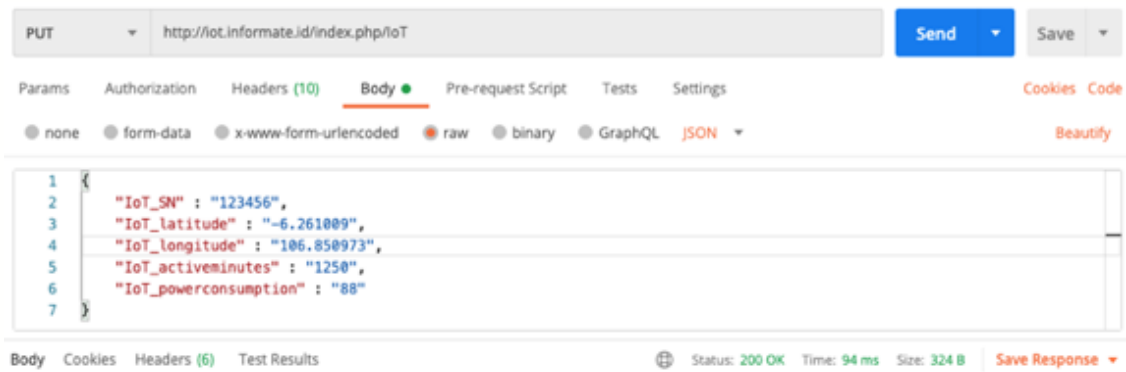 PUT http://iot.informate.id/index.php/IoT Send Save
Params Authorization Headers (10) Body Pre-request Script Tests Settings Cookies Code
none form-data x-www-form-urlencoded raw binary GraphQL JSON Beautify
1 {
2 "IoT_SN" : "123456",
3 "IoT_latitude" : "-6.261009",
4 "IoT_longitude" : "106.850973",
5 "IoT_activeminutes" : "1250",
6 "IoT_powerconsumption" : "88"
7 }
Body Cookies Headers (6) Test Results Status: 200 OK Time: 94 ms Size: 324 B Save Response